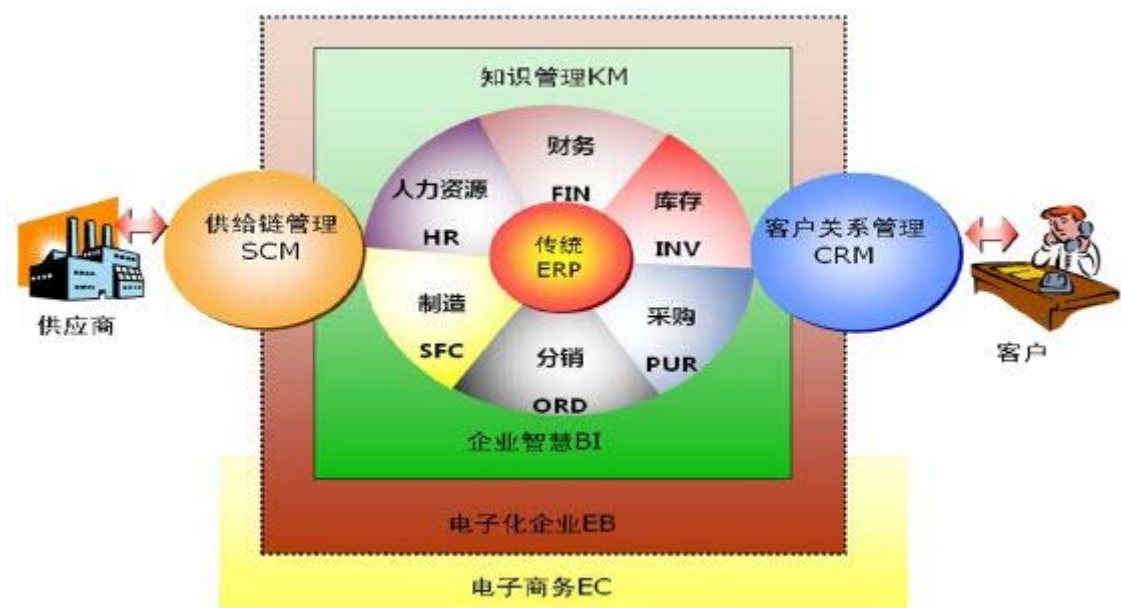 知识管理KM
财务
FIN
人力资源
HR
库存
INV
供给链管理
SCM
传统
ERP
客户关系管理
CRM
制造
SFC
采购
PUR
分销
ORD
供应商
客户
企业智慧BI
电子化企业EB
电子商务EC